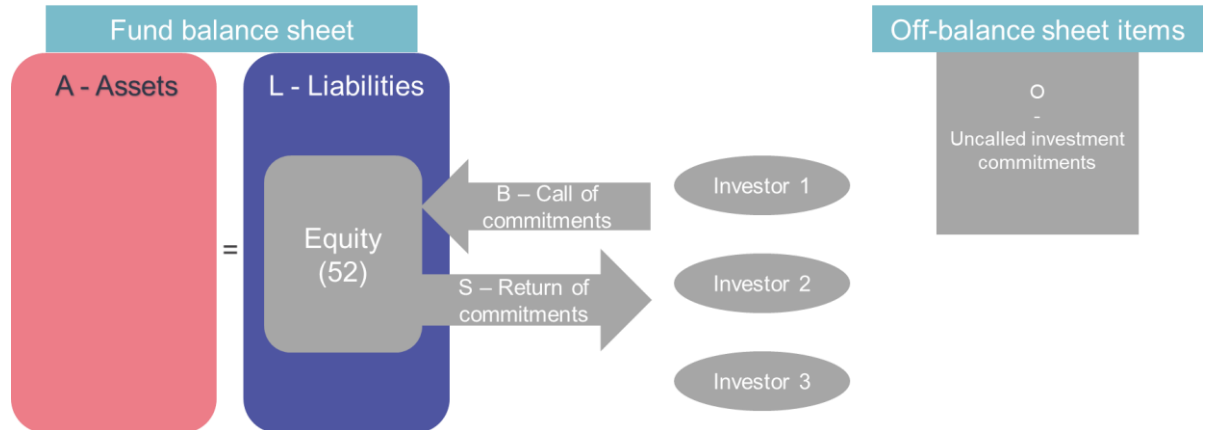 Fund balance sheet
Off-balance sheet items
A - Assets
L - Liabilities
=
Equity
(52)
B – Call of
commitments
S – Return of
commitments
Investor 1
Investor 2
Investor 3
O
-
Uncalled investment
commitments